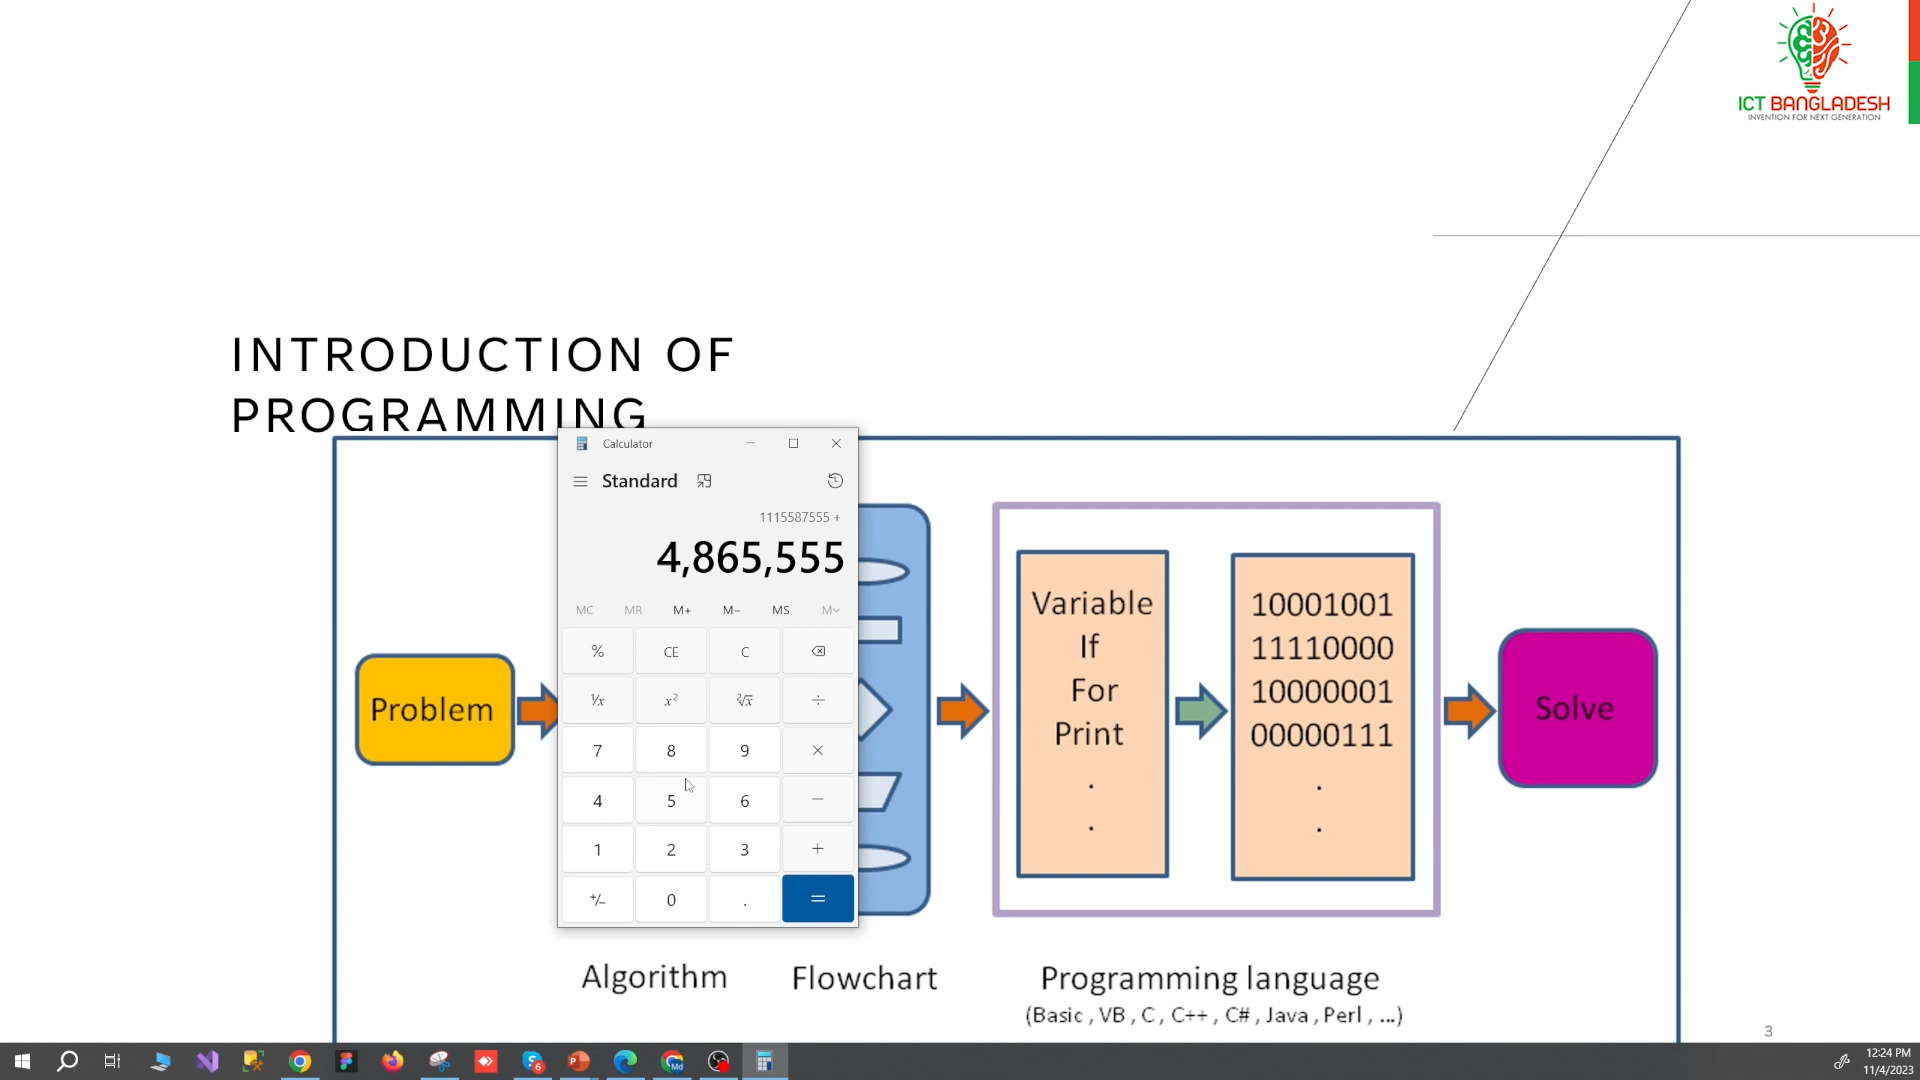 ICT BANGLADESH
INVENTION FOR NEXT GENERATION
INTRODUCTION OF
PROGRAMMING
Calculator
Standard
1115587555 +
4,865,555
MC MR M+ M− MS M˅
% CE C
¹/x x² ²√x ÷
7 8 9 ×
4 5 6 −
1 2 3 +
+/− 0 . =
Problem
Variable
If
For
Print
.
.
10001001
11110000
10000001
00000111
.
.
Solve
Algorithm
Flowchart
Programming language
(Basic , VB , C , C++ , C# , Java , Perl , ...)
3
12:24 PM
11/4/2023